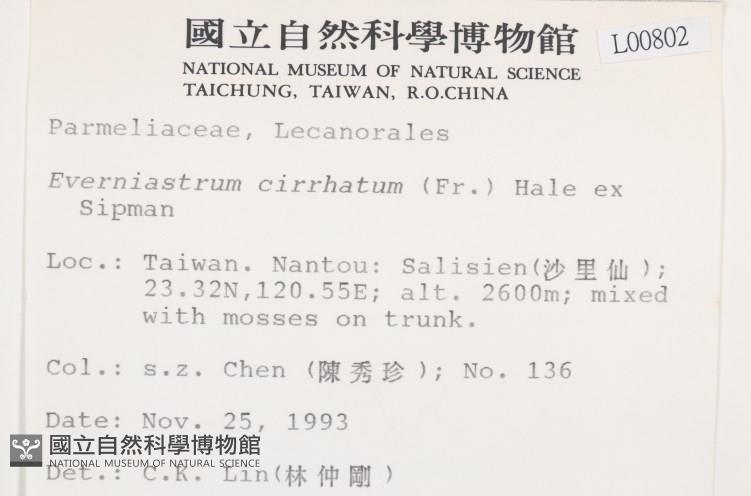 國立自然科學博物館
L00802
NATIONAL MUSEUM OF NATURAL SCIENCE
TAICHUNG, TAIWAN, R.O.CHINA
Parmeliaceae, Lecanorales
Everniastrum cirrhatum (Fr.) Hale ex
Sipman
Loc.: Taiwan. Nantou: Salisien(沙里仙);
23.32N,120.55E; alt. 2600m; mixed
with mosses on trunk.
Col.: s.z. Chen (陳秀珍); No. 136
Date: Nov. 25, 1993
國立自然科學博物館
NATIONAL MUSEUM OF NATURAL SCIENCE
Det.: C.K. Lin(林仲剛)